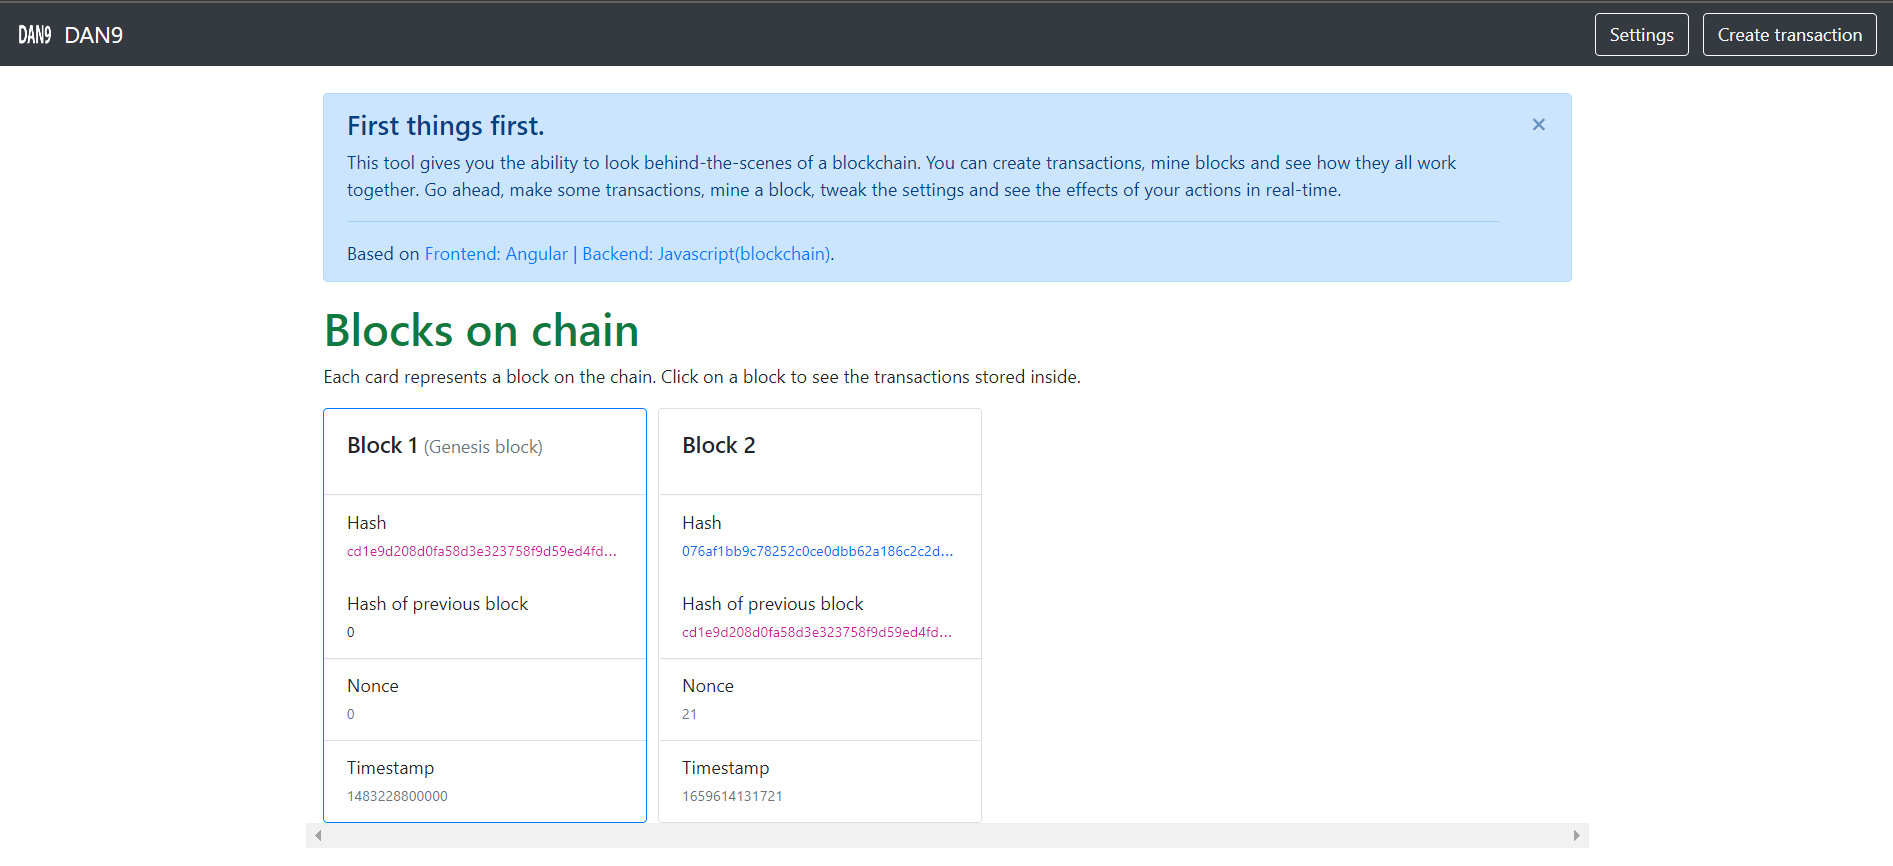 DAN9 DAN9 Settings Create transaction
First things first. ×
This tool gives you the ability to look behind-the-scenes of a blockchain. You can create transactions, mine blocks and see how they all work
together. Go ahead, make some transactions, mine a block, tweak the settings and see the effects of your actions in real-time.
Based on Frontend: Angular | Backend: Javascript(blockchain).
Blocks on chain
Each card represents a block on the chain. Click on a block to see the transactions stored inside.
Block 1 (Genesis block)
Hash
cd1e9d208d0fa58d3e323758f9d59ed4fd...
Hash of previous block
0
Nonce
0
Timestamp
1483228800000
Block 2
Hash
076af1bb9c78252c0ce0dbb62a186c2c2d...
Hash of previous block
cd1e9d208d0fa58d3e323758f9d59ed4fd...
Nonce
21
Timestamp
1659614131721